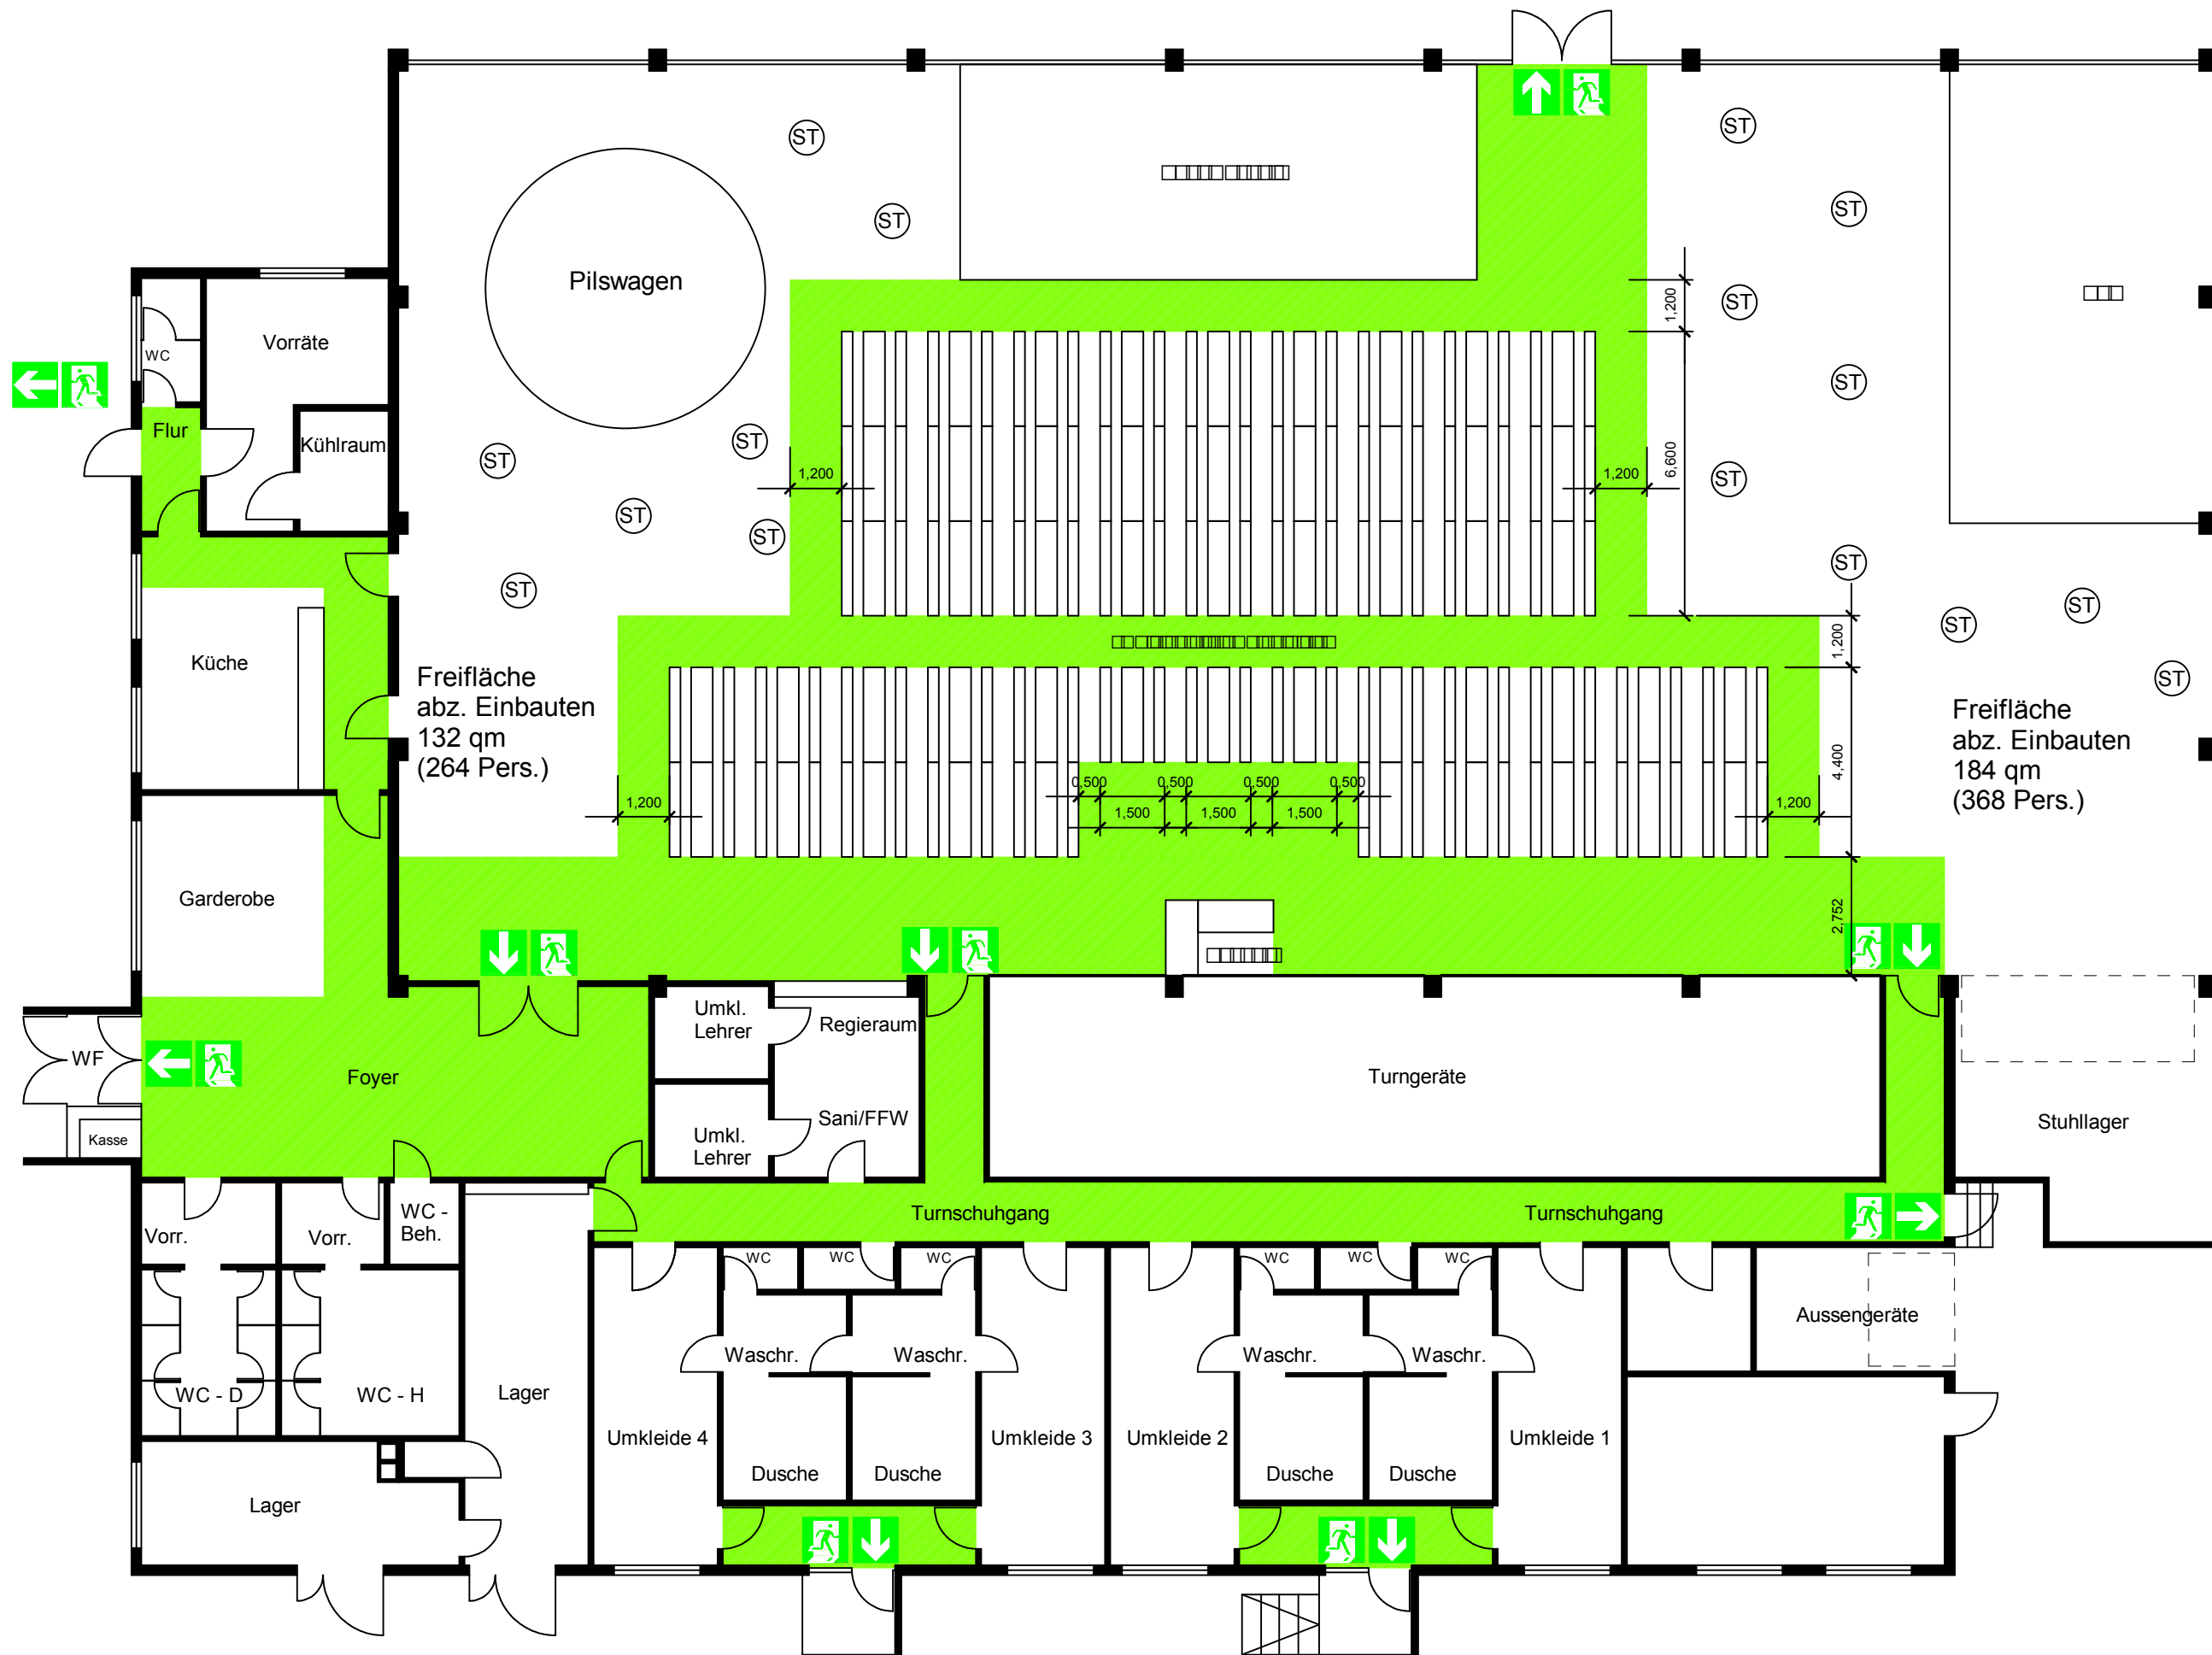 ST
ST
ST
ST
Pilswagen
1,200
Vorräte
WC
ST
ST
Flur
ST
Kühlraum
ST
1,200
1,200
6,600
ST
ST
ST
ST
ST
ST
ST
ST
1,200
Küche
Freifläche
abz. Einbauten
132 qm
(264 Pers.)
ST
Freifläche
abz. Einbauten
184 qm
(368 Pers.)
4,400
0,500
0,500
0,500
0,500
1,200
1,500
1,500
1,500
1,200
Garderobe
2,752
Umkl.
Lehrer
Regieraum
WF
Foyer
Turngeräte
Kasse
Umkl.
Lehrer
Sani/FFW
Stuhllager
Vorr.
Vorr.
WC -
Beh.
Turnschuhgang
Turnschuhgang
WC
WC
WC
WC
WC
WC
Aussengeräte
Waschr.
Waschr.
Waschr.
Waschr.
WC - D
WC - H
Lager
Umkleide 4
Umkleide 3
Umkleide 2
Umkleide 1
Dusche
Dusche
Dusche
Dusche
Lager